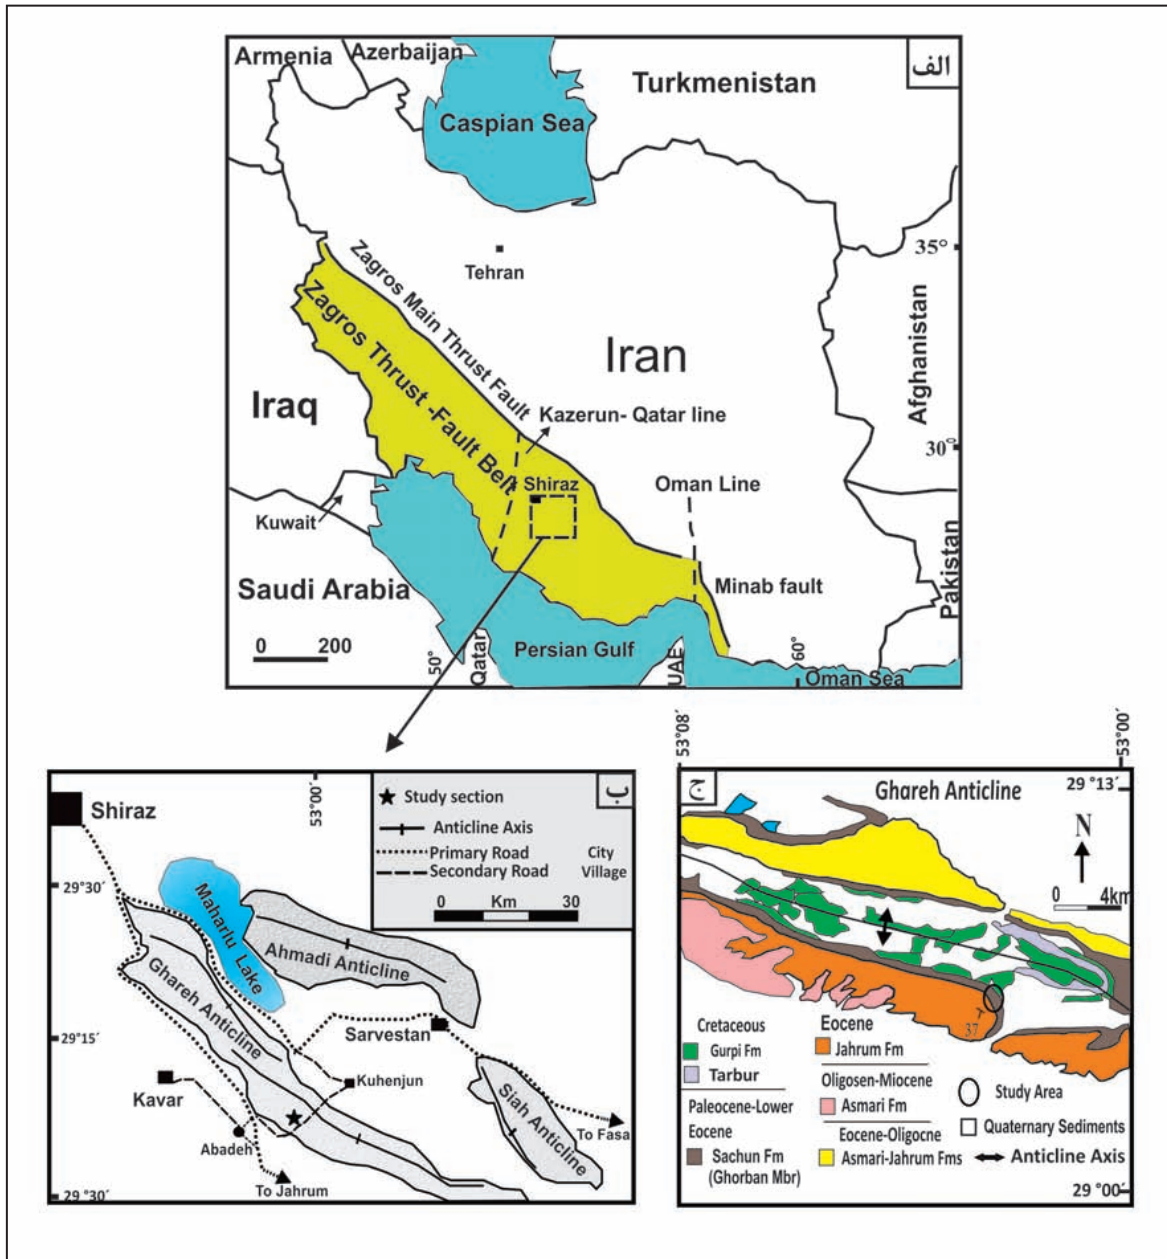 Armenia
Azerbaijan
الف
Turkmenistan
Caspian Sea
35°
Tehran
Zagros Main Thrust Fault
Zagros Thrust -Fault Belt
Iran
Afghanistan
Iraq
Kazerun- Qatar line
30°
Shiraz
Oman Line
Kuwait
Saudi Arabia
Minab fault
Pakistan
0 200
50°
Qatar
Persian Gulf
UAE
60°
Oman Sea
53°00
ب
Shiraz
Study section
Anticline Axis
Primary Road
City
Secondary Road
Village
0 Km 30
29°30
Maharlu Lake
Ahmadi Anticline
Ghareh Anticline
Sarvestan
29°15
Kuhenjun
Kavar
Siah Anticline
Abadeh
To Fasa
To Jahrum
29°30
53°08´
53°00´
ج
Ghareh Anticline
29°13´
N
0 4km
37
Cretaceous
Gurpi Fm
Tarbur
Paleocene-Lower
Eocene
Sachun Fm
(Ghorban Mbr)
Eocene
Jahrum Fm
Oligosen-Miocene
Asmari Fm
Eocene-Oligocne
Asmari-Jahrum Fms
Study Area
Quaternary Sediments
Anticline Axis
29°00´